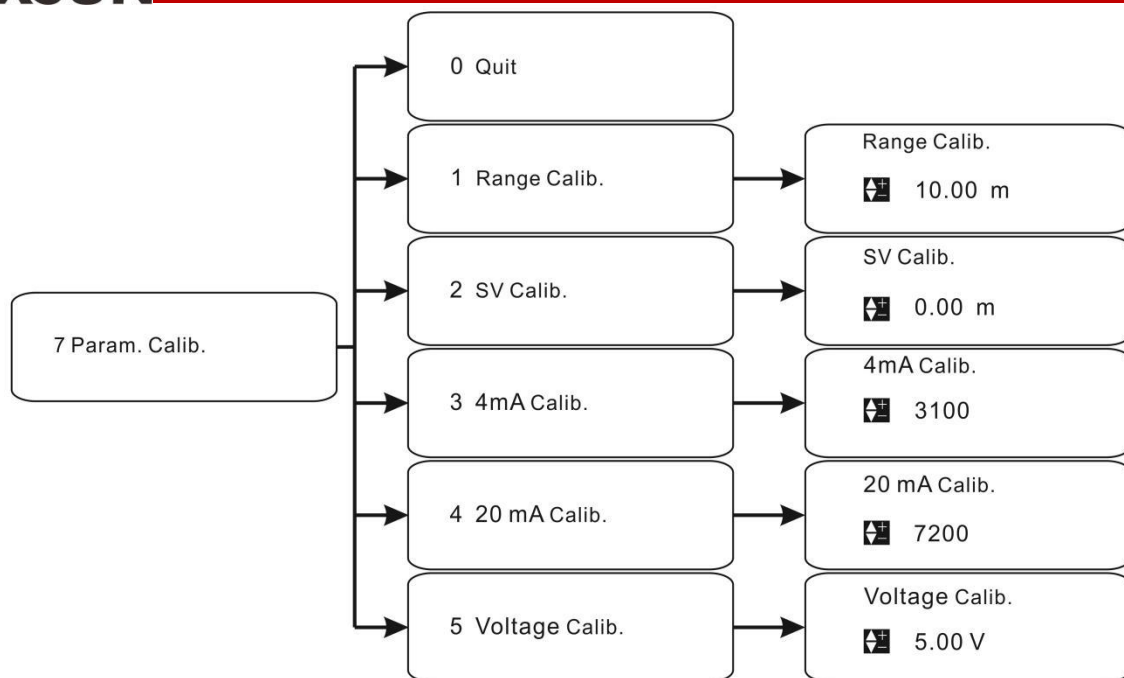 0 Quit
1 Range Calib.
Range Calib.
10.00 m
2 SV Calib.
SV Calib.
0.00 m
7 Param. Calib.
3 4mA Calib.
4mA Calib.
3100
4 20 mA Calib.
20 mA Calib.
7200
5 Voltage Calib.
Voltage Calib.
5.00 V